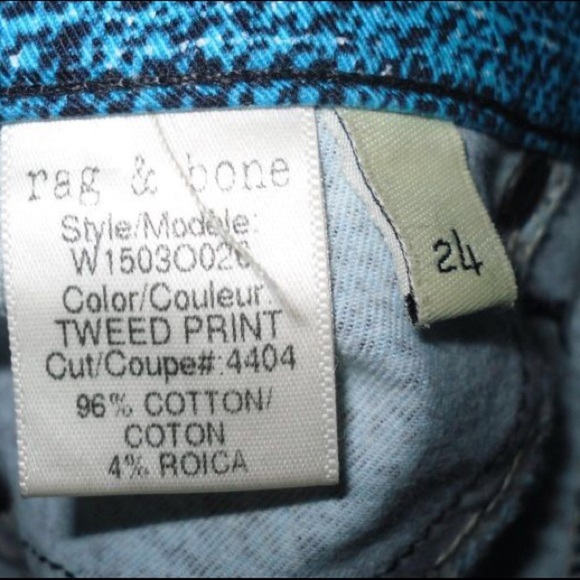 rag & bone
Style/Modèle:
W1503O026
Color/Couleur:
TWEED PRINT
Cut/Coupe#:4404
96% COTTON/
COTON
4% ROICA
24